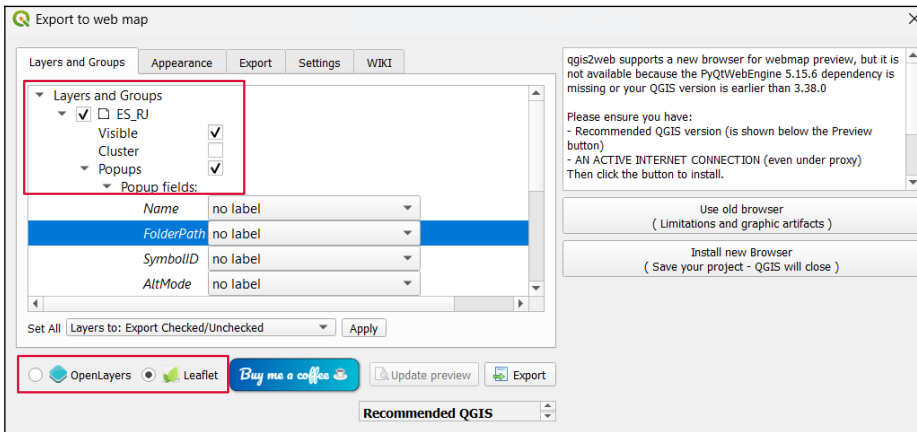 Export to web map
Layers and Groups Appearance Export Settings WIKI
Layers and Groups
ES_RJ
Visible
Cluster
Popups
Popup fields:
Name no label
FolderPath no label
SymbolID no label
AltMode no label
Set All Layers to: Export Checked/Unchecked Apply
OpenLayers Leaflet Buy me a coffee Update preview Export
Recommended QGIS
qgis2web supports a new browser for webmap preview, but it is
not available because the PyQtWebEngine 5.15.6 dependency is
missing or your QGIS version is earlier than 3.38.0
Please ensure you have:
- Recommended QGIS version (is shown below the Preview
button)
- AN ACTIVE INTERNET CONNECTION (even under proxy)
Then click the button to install.
Use old browser
( Limitations and graphic artifacts )
Install new Browser
( Save your project - QGIS will close )